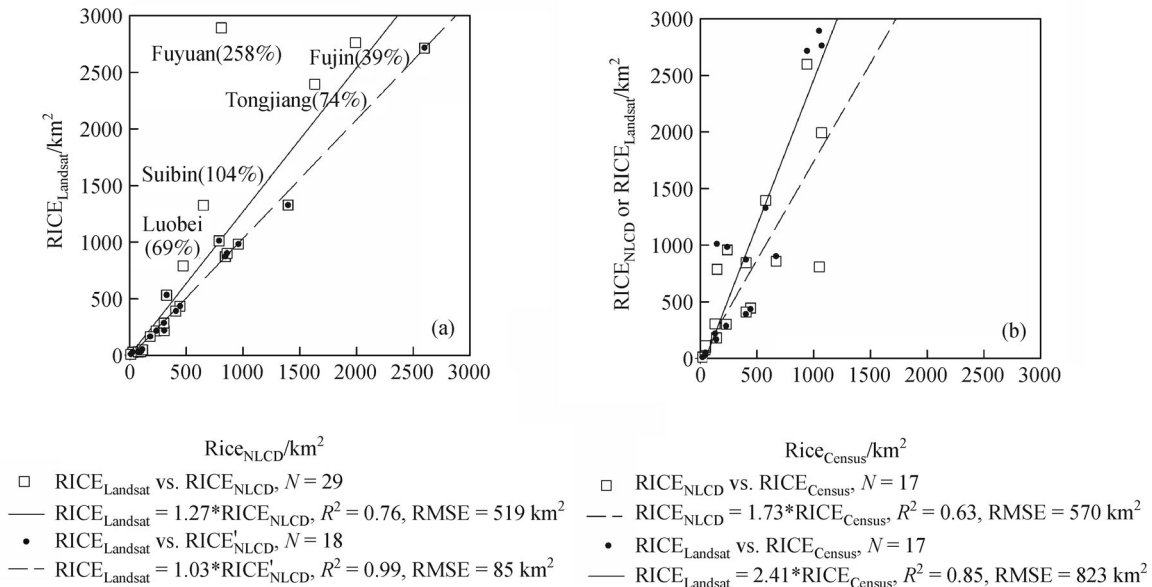 3000
2500
2000
1500
1000
500
0
RICE_Landsat/km²
Fuyuan(258%)
Fujin(39%)
Tongjiang(74%)
Suibin(104%)
Luobei
(69%)
(a)
0 500 1000 1500 2000 2500 3000
Rice_NLCD/km²
□ RICE_Landsat vs. RICE_NLCD, N = 29
— RICE_Landsat = 1.27*RICE_NLCD, R² = 0.76, RMSE = 519 km²
• RICE_Landsat vs. RICE'_NLCD, N = 18
— — RICE_Landsat = 1.03*RICE'_NLCD, R² = 0.99, RMSE = 85 km²
3000
2500
2000
1500
1000
500
0
RICE_NLCD or RICE_Landsat/km²
(b)
0 500 1000 1500 2000 2500 3000
Rice_Census/km²
□ RICE_NLCD vs. RICE_Census, N = 17
— — RICE_NLCD = 1.73*RICE_Census, R² = 0.63, RMSE = 570 km²
• RICE_Landsat vs. RICE_Census, N = 17
— RICE_Landsat = 2.41*RICE_Census, R² = 0.85, RMSE = 823 km²